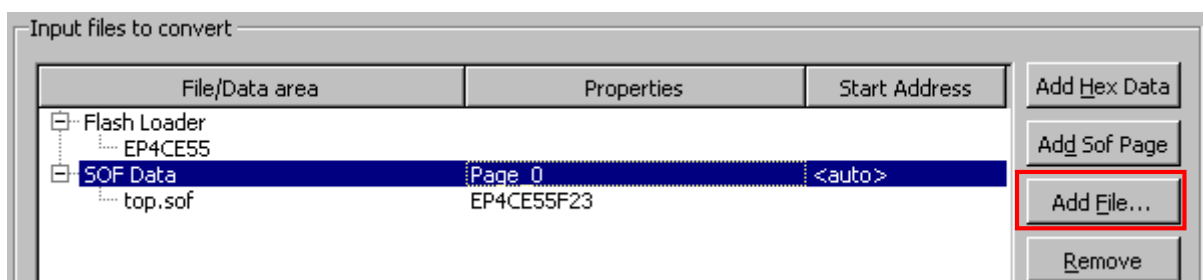 Input files to convert
File/Data area Properties Start Address Add Hex Data
Flash Loader
EP4CE55 Add Sof Page
SOF Data Page_0 <auto>
top.sof EP4CE55F23 Add File...
Remove